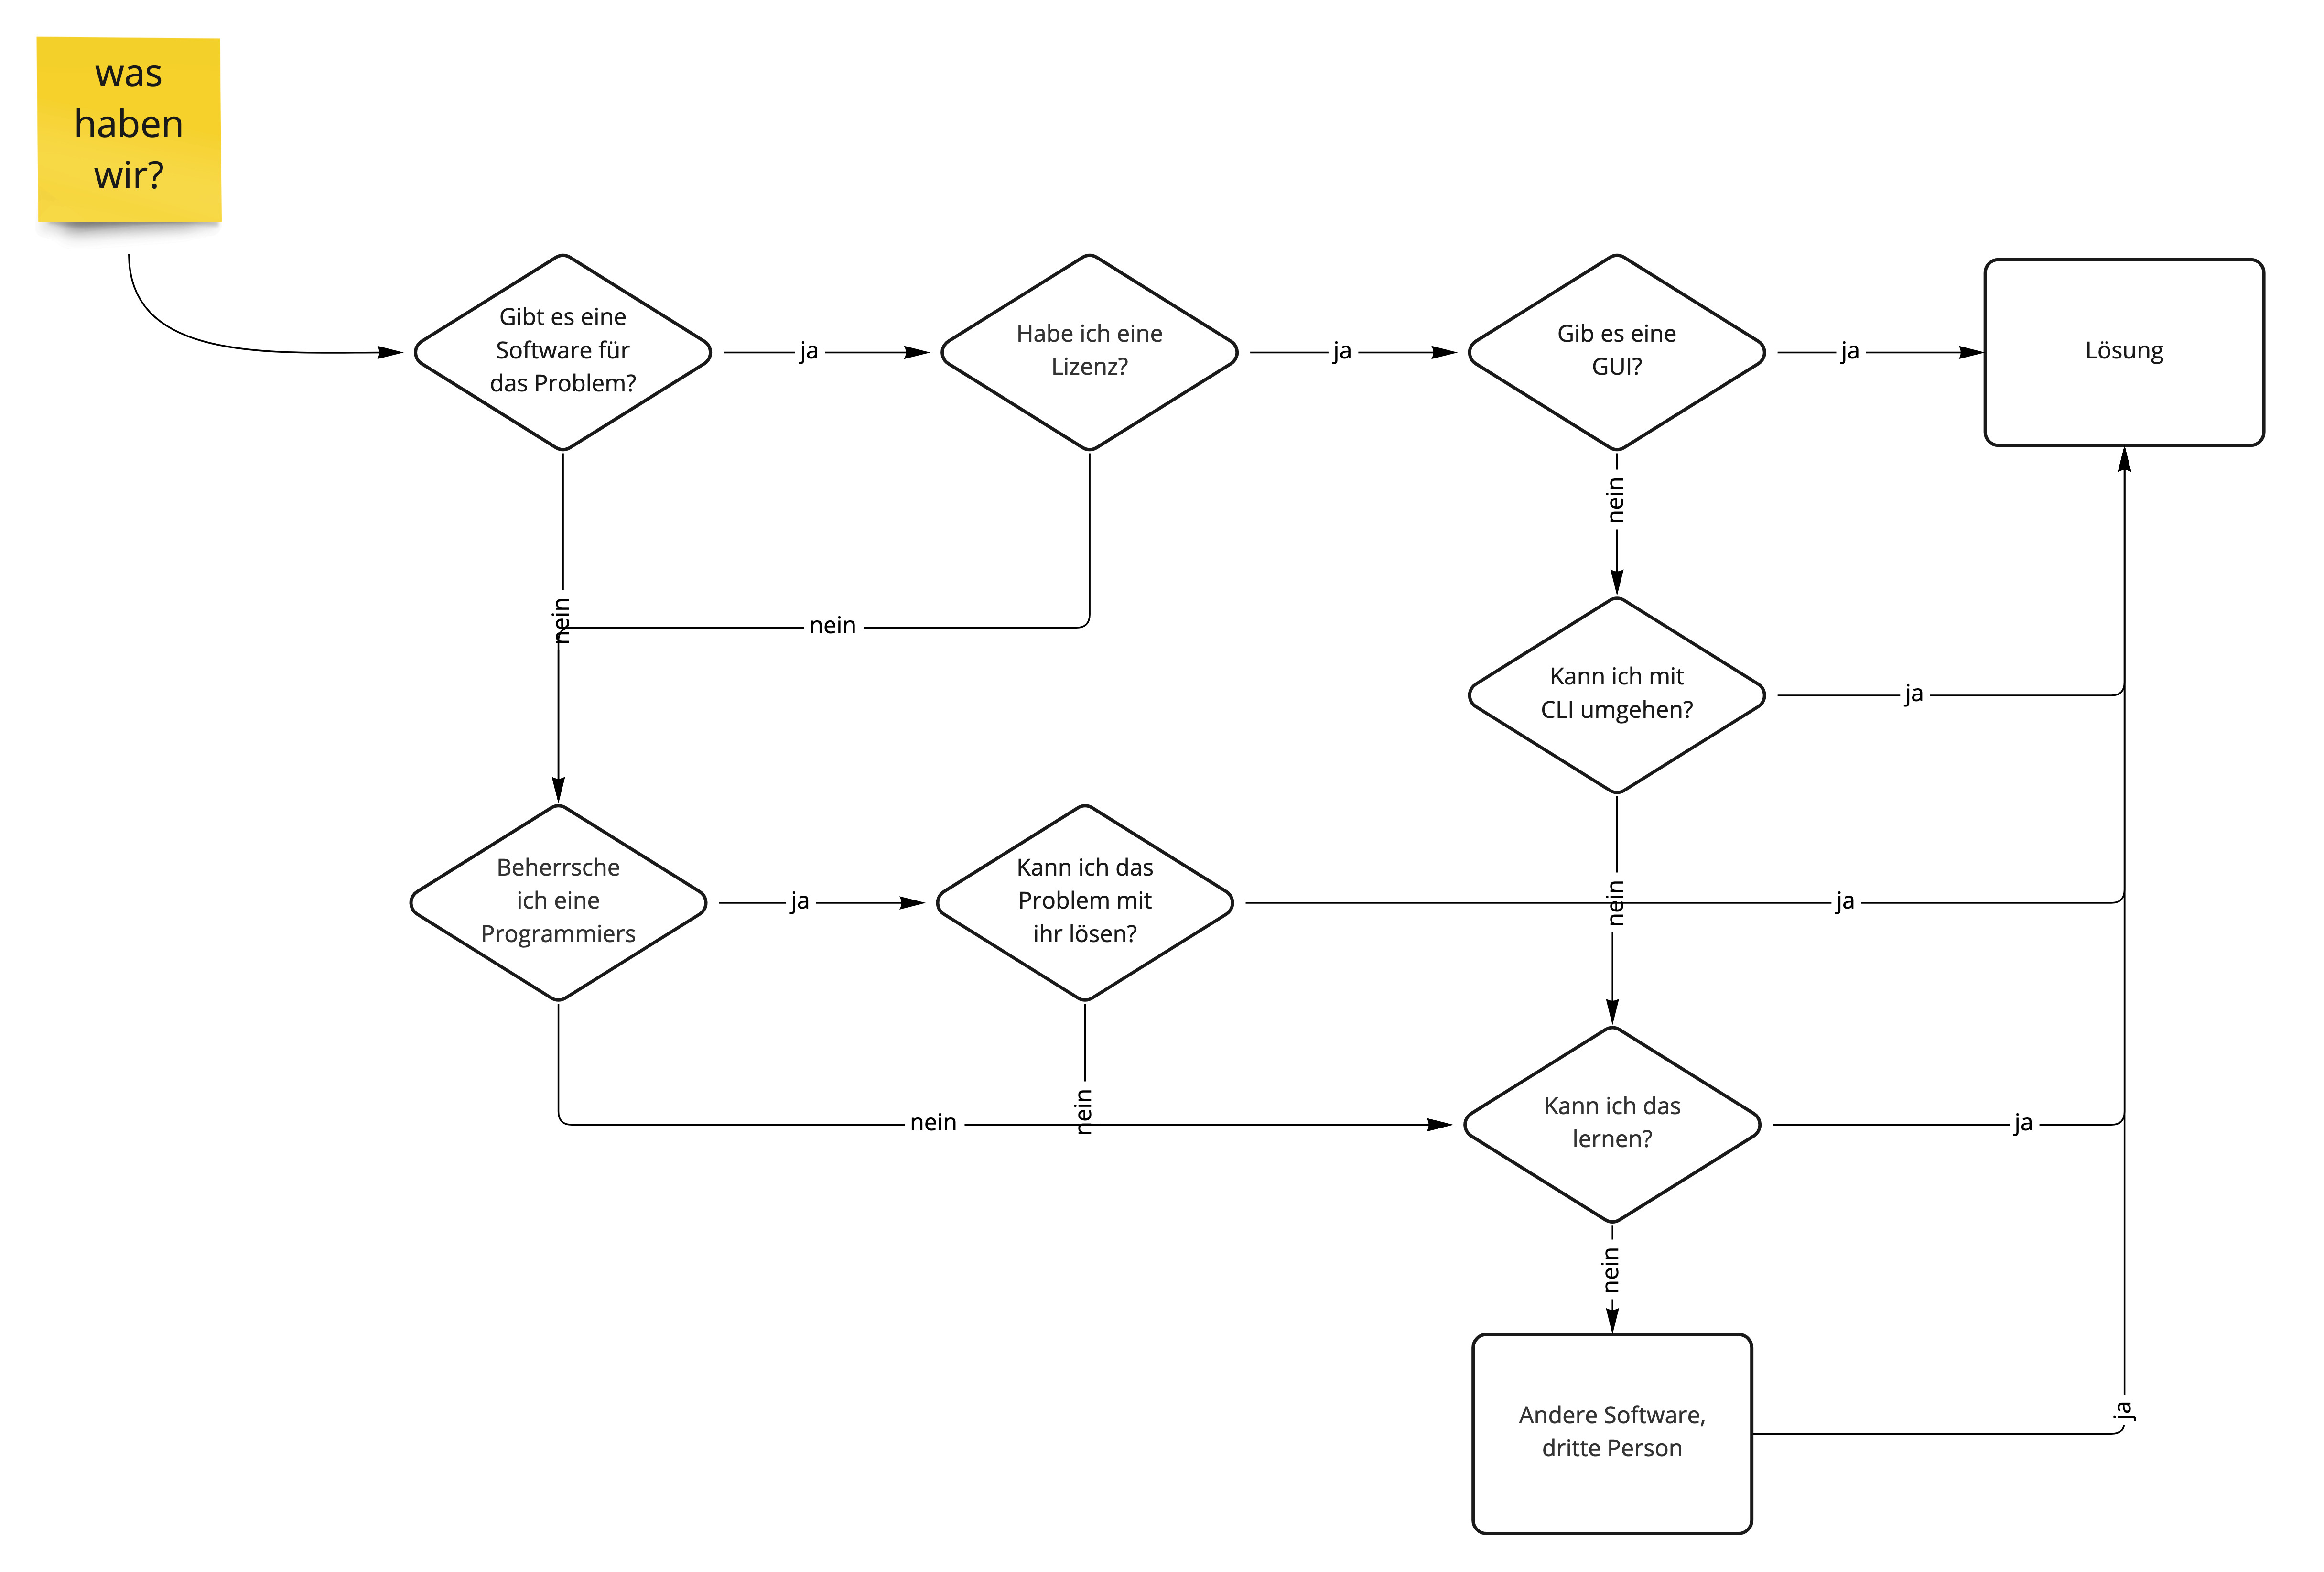 was
haben
wir?
Gibt es eine
Software für
das Problem?
ja
Habe ich eine
Lizenz?
ja
Gib es eine
GUI?
ja
Lösung
nein
nein
nein
Kann ich mit
CLI umgehen?
ja
Beherrsche
ich eine
Programmiers
ja
Kann ich das
Problem mit
ihr lösen?
nein
ja
nein
nein
Kann ich das
lernen?
ja
nein
Andere Software,
dritte Person
ja